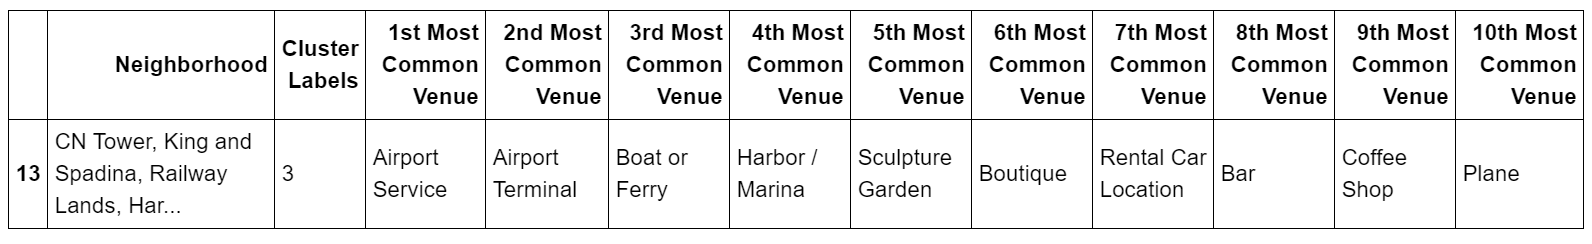 Neighborhood Cluster Labels 1st Most Common Venue 2nd Most Common Venue 3rd Most Common Venue 4th Most Common Venue 5th Most Common Venue 6th Most Common Venue 7th Most Common Venue 8th Most Common Venue 9th Most Common Venue 10th Most Common Venue
13 CN Tower, King and Spadina, Railway Lands, Har... 3 Airport Service Airport Terminal Boat or Ferry Harbor / Marina Sculpture Garden Boutique Rental Car Location Bar Coffee Shop Plane